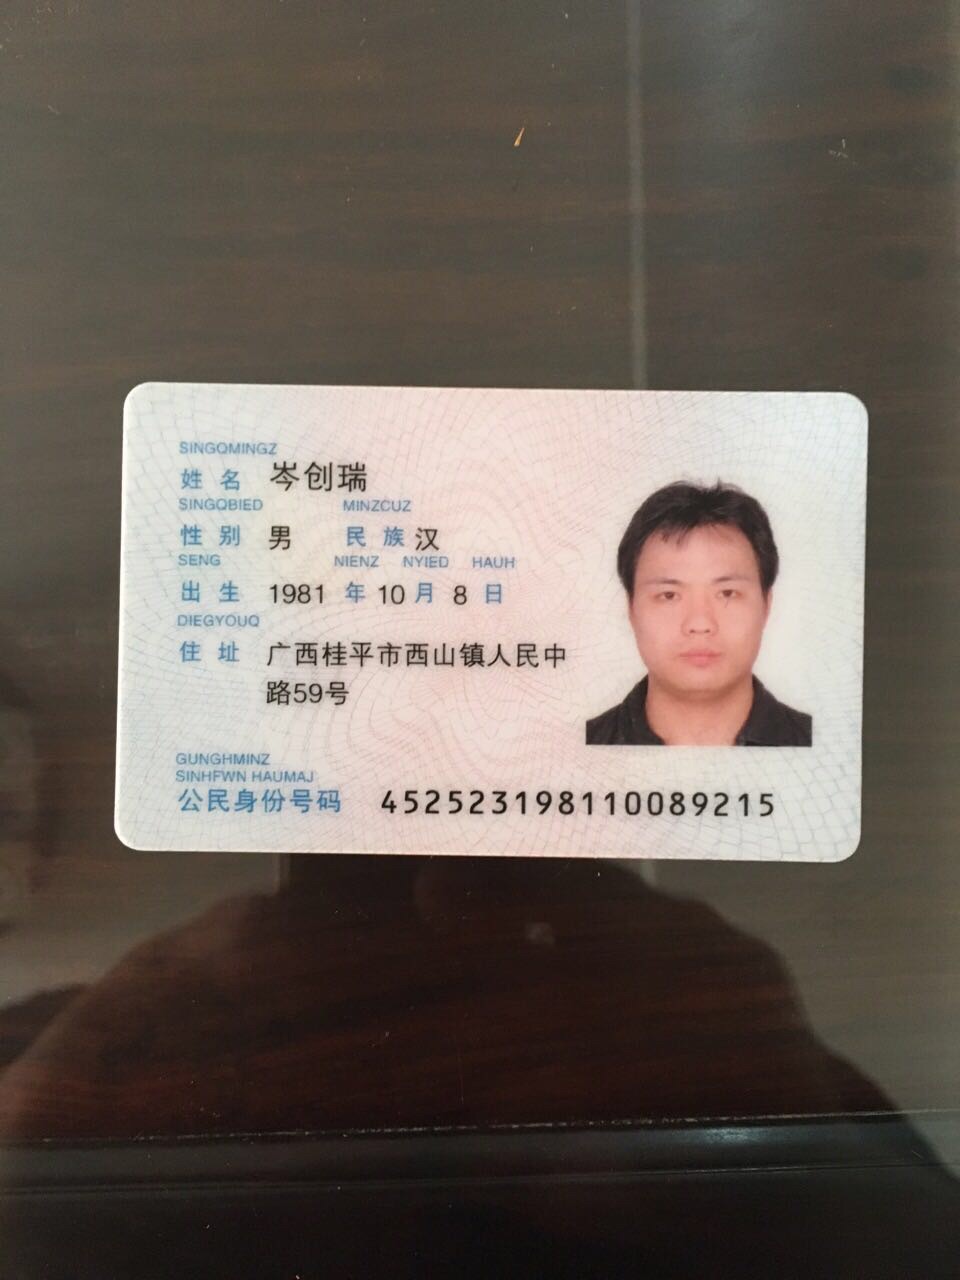 SINGQMINGZ
姓 名 岑创瑞
SINGQBIED MINZCUZ
性 别 男 民 族 汉
SENG NIENZ NYIED HAUH
出 生 1981 年 10 月 8 日
DIEGYOUQ
住 址 广西桂平市西山镇人民中
路59号
GUNGHMINZ
SINHFWN HAUMAJ
公民身份号码 452523198110089215